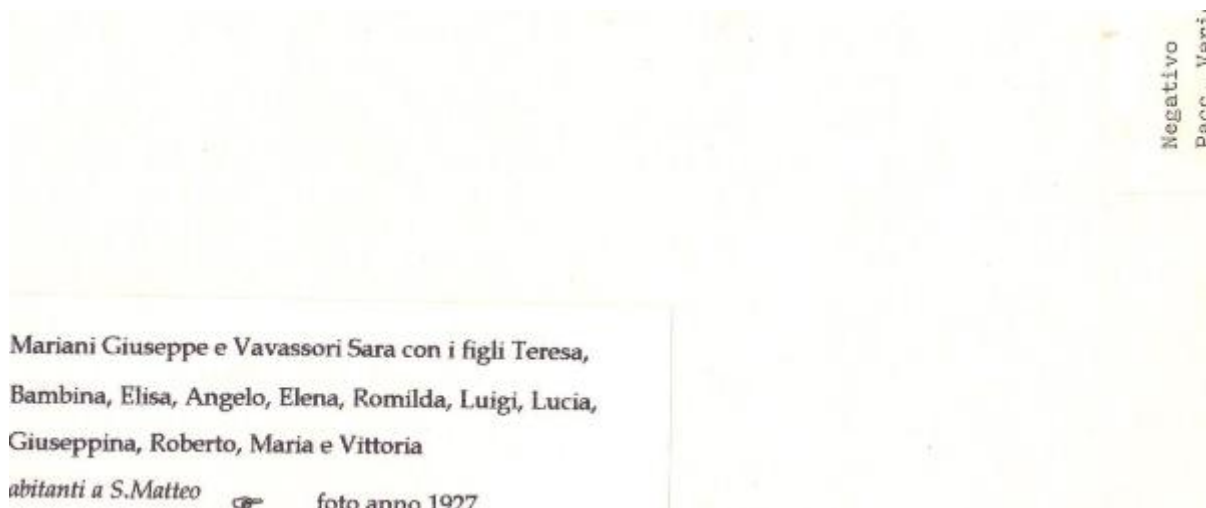 Negativo
Mariani Giuseppe e Vavassori Sara con i figli Teresa,
Bambina, Elisa, Angelo, Elena, Romilda, Luigi, Lucia,
Giuseppina, Roberto, Maria e Vittoria
abitanti a S.Matteo ☞ foto anno 1927